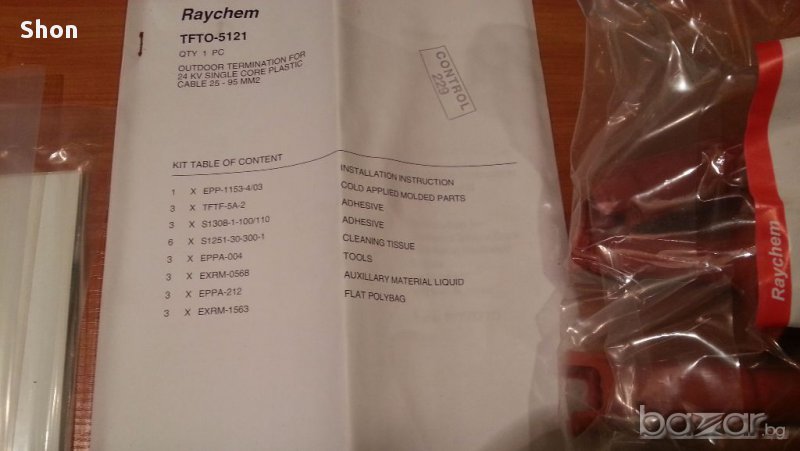 Shon
Raychem
TFTO-5121
QTY 1 PC
OUTDOOR TERMINATION FOR
24 KV SINGLE CORE PLASTIC
CABLE 25 - 95 MM2
CONTROL
229
KIT TABLE OF CONTENT
1 X EPP-1153-4/03 INSTALLATION INSTRUCTION
3 X TFTF-5A-2 COLD APPLIED MOLDED PARTS
3 X S1308-1-100/110 ADHESIVE
6 X S1251-30-300-1 ADHESIVE
3 X EPPA-004 CLEANING TISSUE
3 X EXRM-0568 TOOLS
3 X EPPA-212 AUXILLARY MATERIAL LIQUID
3 X EXRM-1563 FLAT POLYBAG
Raychem
bazar.bg